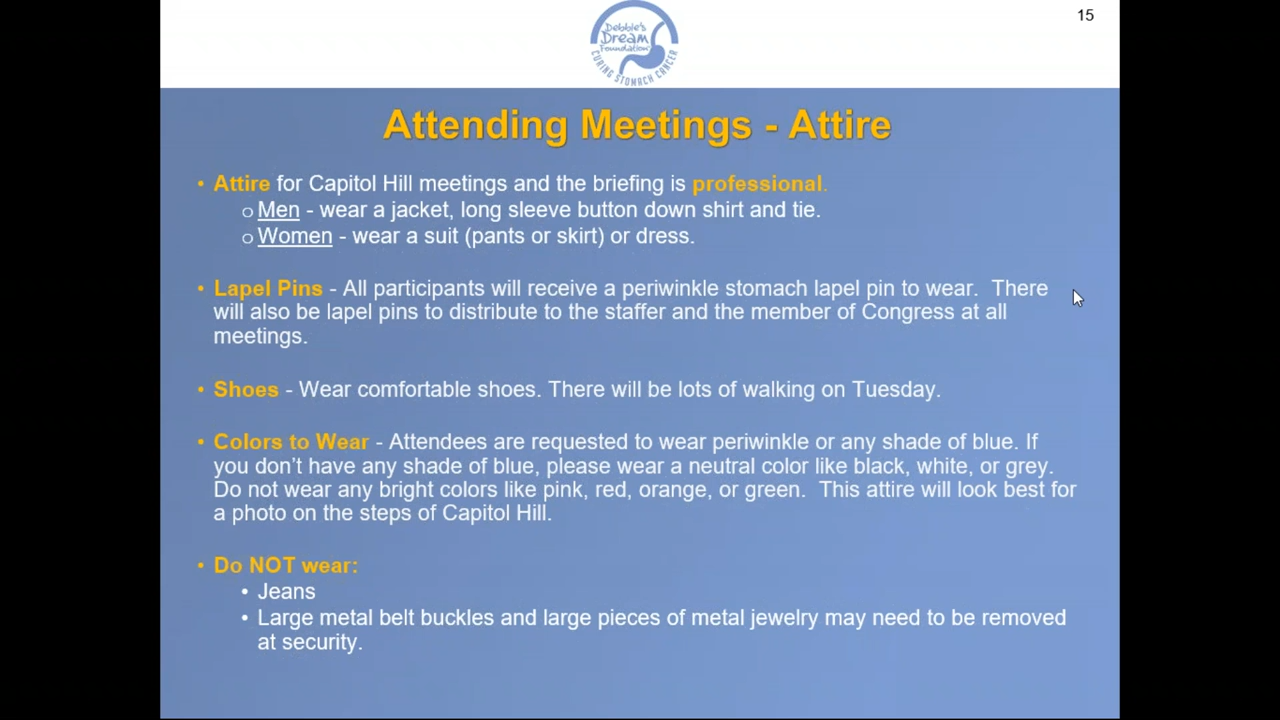 15
Debbie's
Dream
Foundation
CURING STOMACH CANCER
Attending Meetings - Attire
• Attire for Capitol Hill meetings and the briefing is professional.
o Men - wear a jacket, long sleeve button down shirt and tie.
o Women - wear a suit (pants or skirt) or dress.
• Lapel Pins - All participants will receive a periwinkle stomach lapel pin to wear.  There
will also be lapel pins to distribute to the staffer and the member of Congress at all
meetings.
• Shoes - Wear comfortable shoes. There will be lots of walking on Tuesday.
• Colors to Wear - Attendees are requested to wear periwinkle or any shade of blue. If
you don't have any shade of blue, please wear a neutral color like black, white, or grey.
Do not wear any bright colors like pink, red, orange, or green.  This attire will look best for
a photo on the steps of Capitol Hill.
• Do NOT wear:
• Jeans
• Large metal belt buckles and large pieces of metal jewelry may need to be removed
at security.